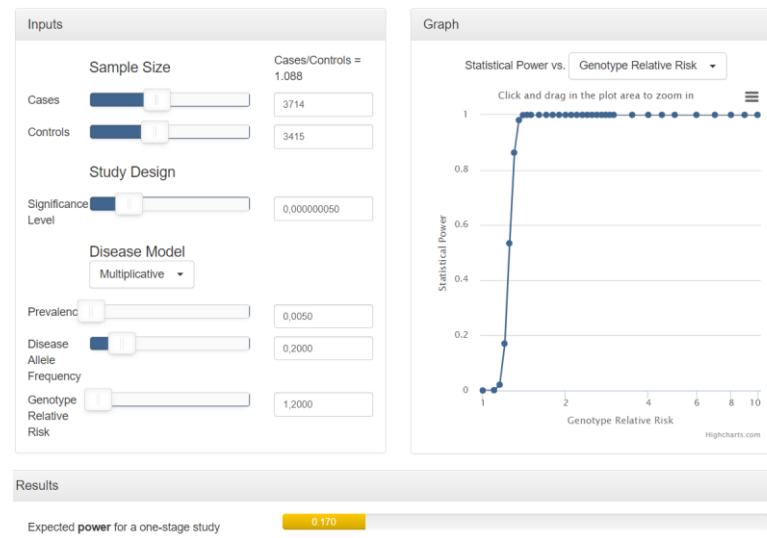 Inputs
Sample Size
Cases/Controls =
1.088
Cases
3714
Controls
3415
Study Design
Significance
Level
0,000000050
Disease Model
Multiplicative
Prevalenc
0,0050
Disease
Allele
Frequency
0,2000
Genotype
Relative
Risk
1,2000
Graph
Statistical Power vs. Genotype Relative Risk
Click and drag in the plot area to zoom in
Statistical Power
1
0.8
0.6
0.4
0.2
0
1 2 4 6 8 10
Genotype Relative Risk
Highcharts.com
Results
Expected power for a one-stage study
0.170